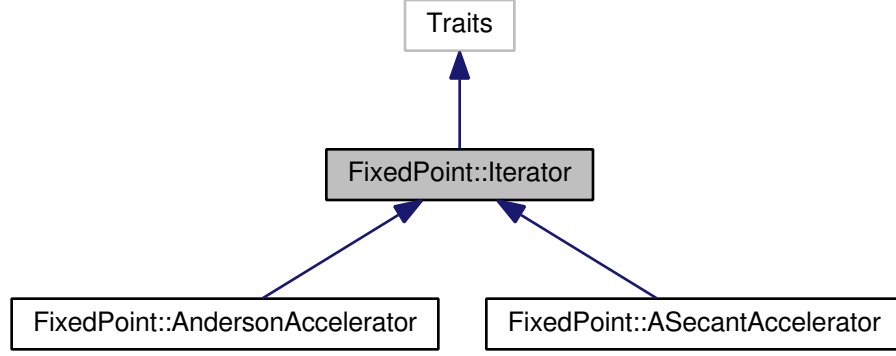 Traits
FixedPoint::Iterator
FixedPoint::AndersonAccelerator
FixedPoint::ASecantAccelerator